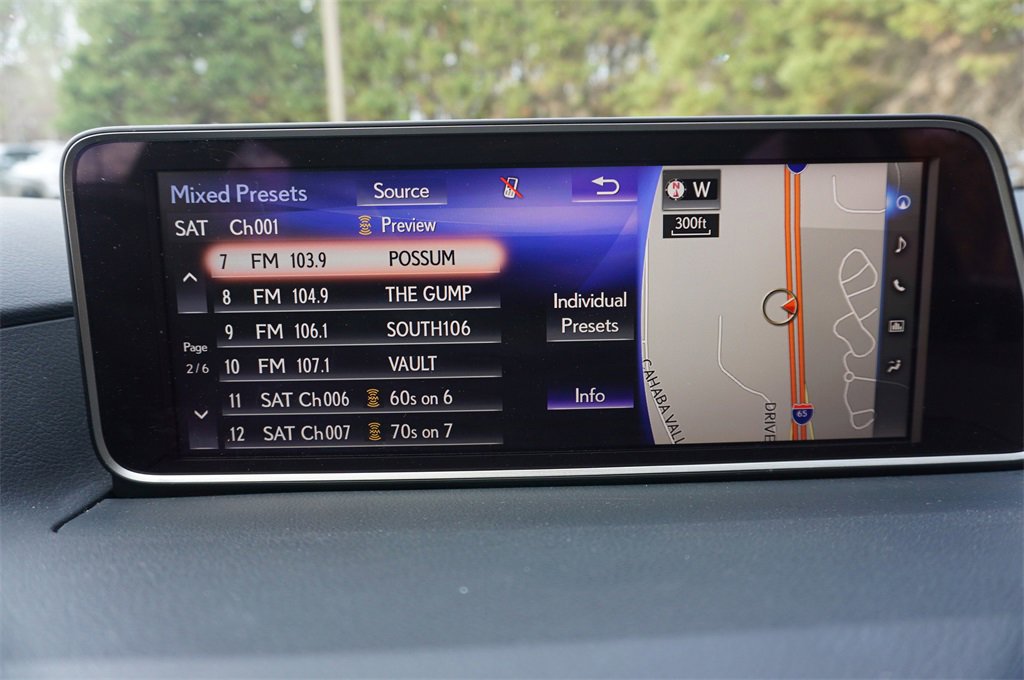 Mixed Presets Source
SAT Ch001 Preview
7 FM 103.9 POSSUM
8 FM 104.9 THE GUMP
9 FM 106.1 SOUTH106
10 FM 107.1 VAULT
11 SAT Ch006 60s on 6
12 SAT Ch007 70s on 7
Page
2/6
Individual
Presets
Info
N W
300ft
CAHABA VALL
DRIVE
65